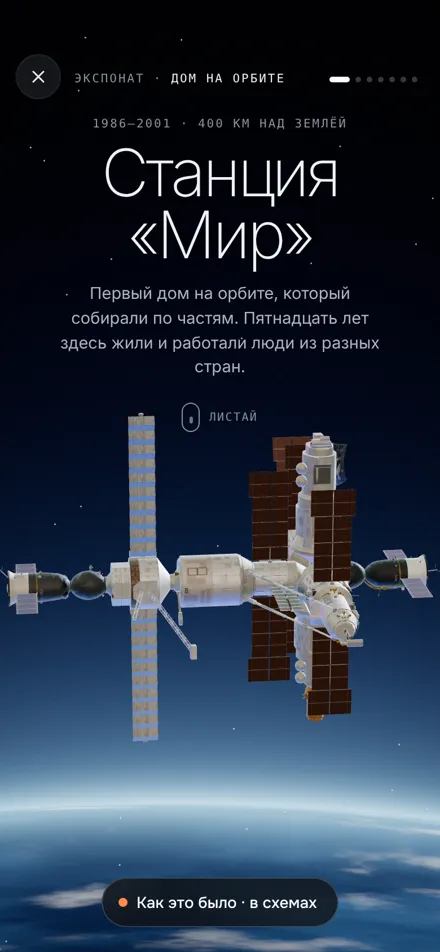 ЭКСПОНАТ · ДОМ НА ОРБИТЕ
1986—2001 · 400 КМ НАД ЗЕМЛЁЙ
Станция
«Мир»
Первый дом на орбите, который
собирали по частям. Пятнадцать лет
здесь жили и работали люди из разных
стран.
ЛИСТАЙ
Как это было · в схемах